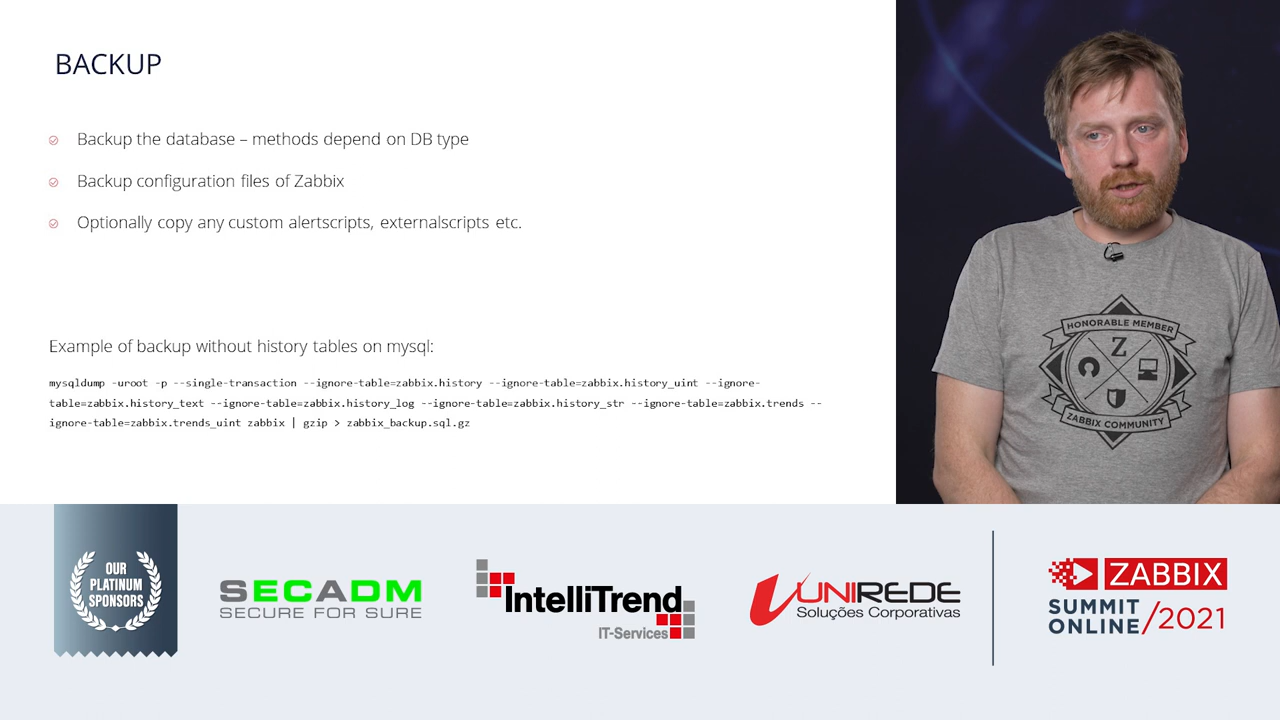 BACKUP
Backup the database – methods depend on DB type
Backup configuration files of Zabbix
Optionally copy any custom alertscripts, externalscripts etc.
Example of backup without history tables on mysql:
mysqldump -uroot -p --single-transaction --ignore-table=zabbix.history --ignore-table=zabbix.history_uint --ignore-
table=zabbix.history_text --ignore-table=zabbix.history_log --ignore-table=zabbix.history_str --ignore-table=zabbix.trends --
ignore-table=zabbix.trends_uint zabbix | gzip > zabbix_backup.sql.gz
HONORABLE MEMBER
Z
ZABBIX COMMUNITY
OUR
PLATINUM
SPONSORS
SECADM
SECURE FOR SURE
IntelliTrend
IT-Services
UNIREDE
Soluções Corporativas
ZABBIX
SUMMIT
ONLINE/2021